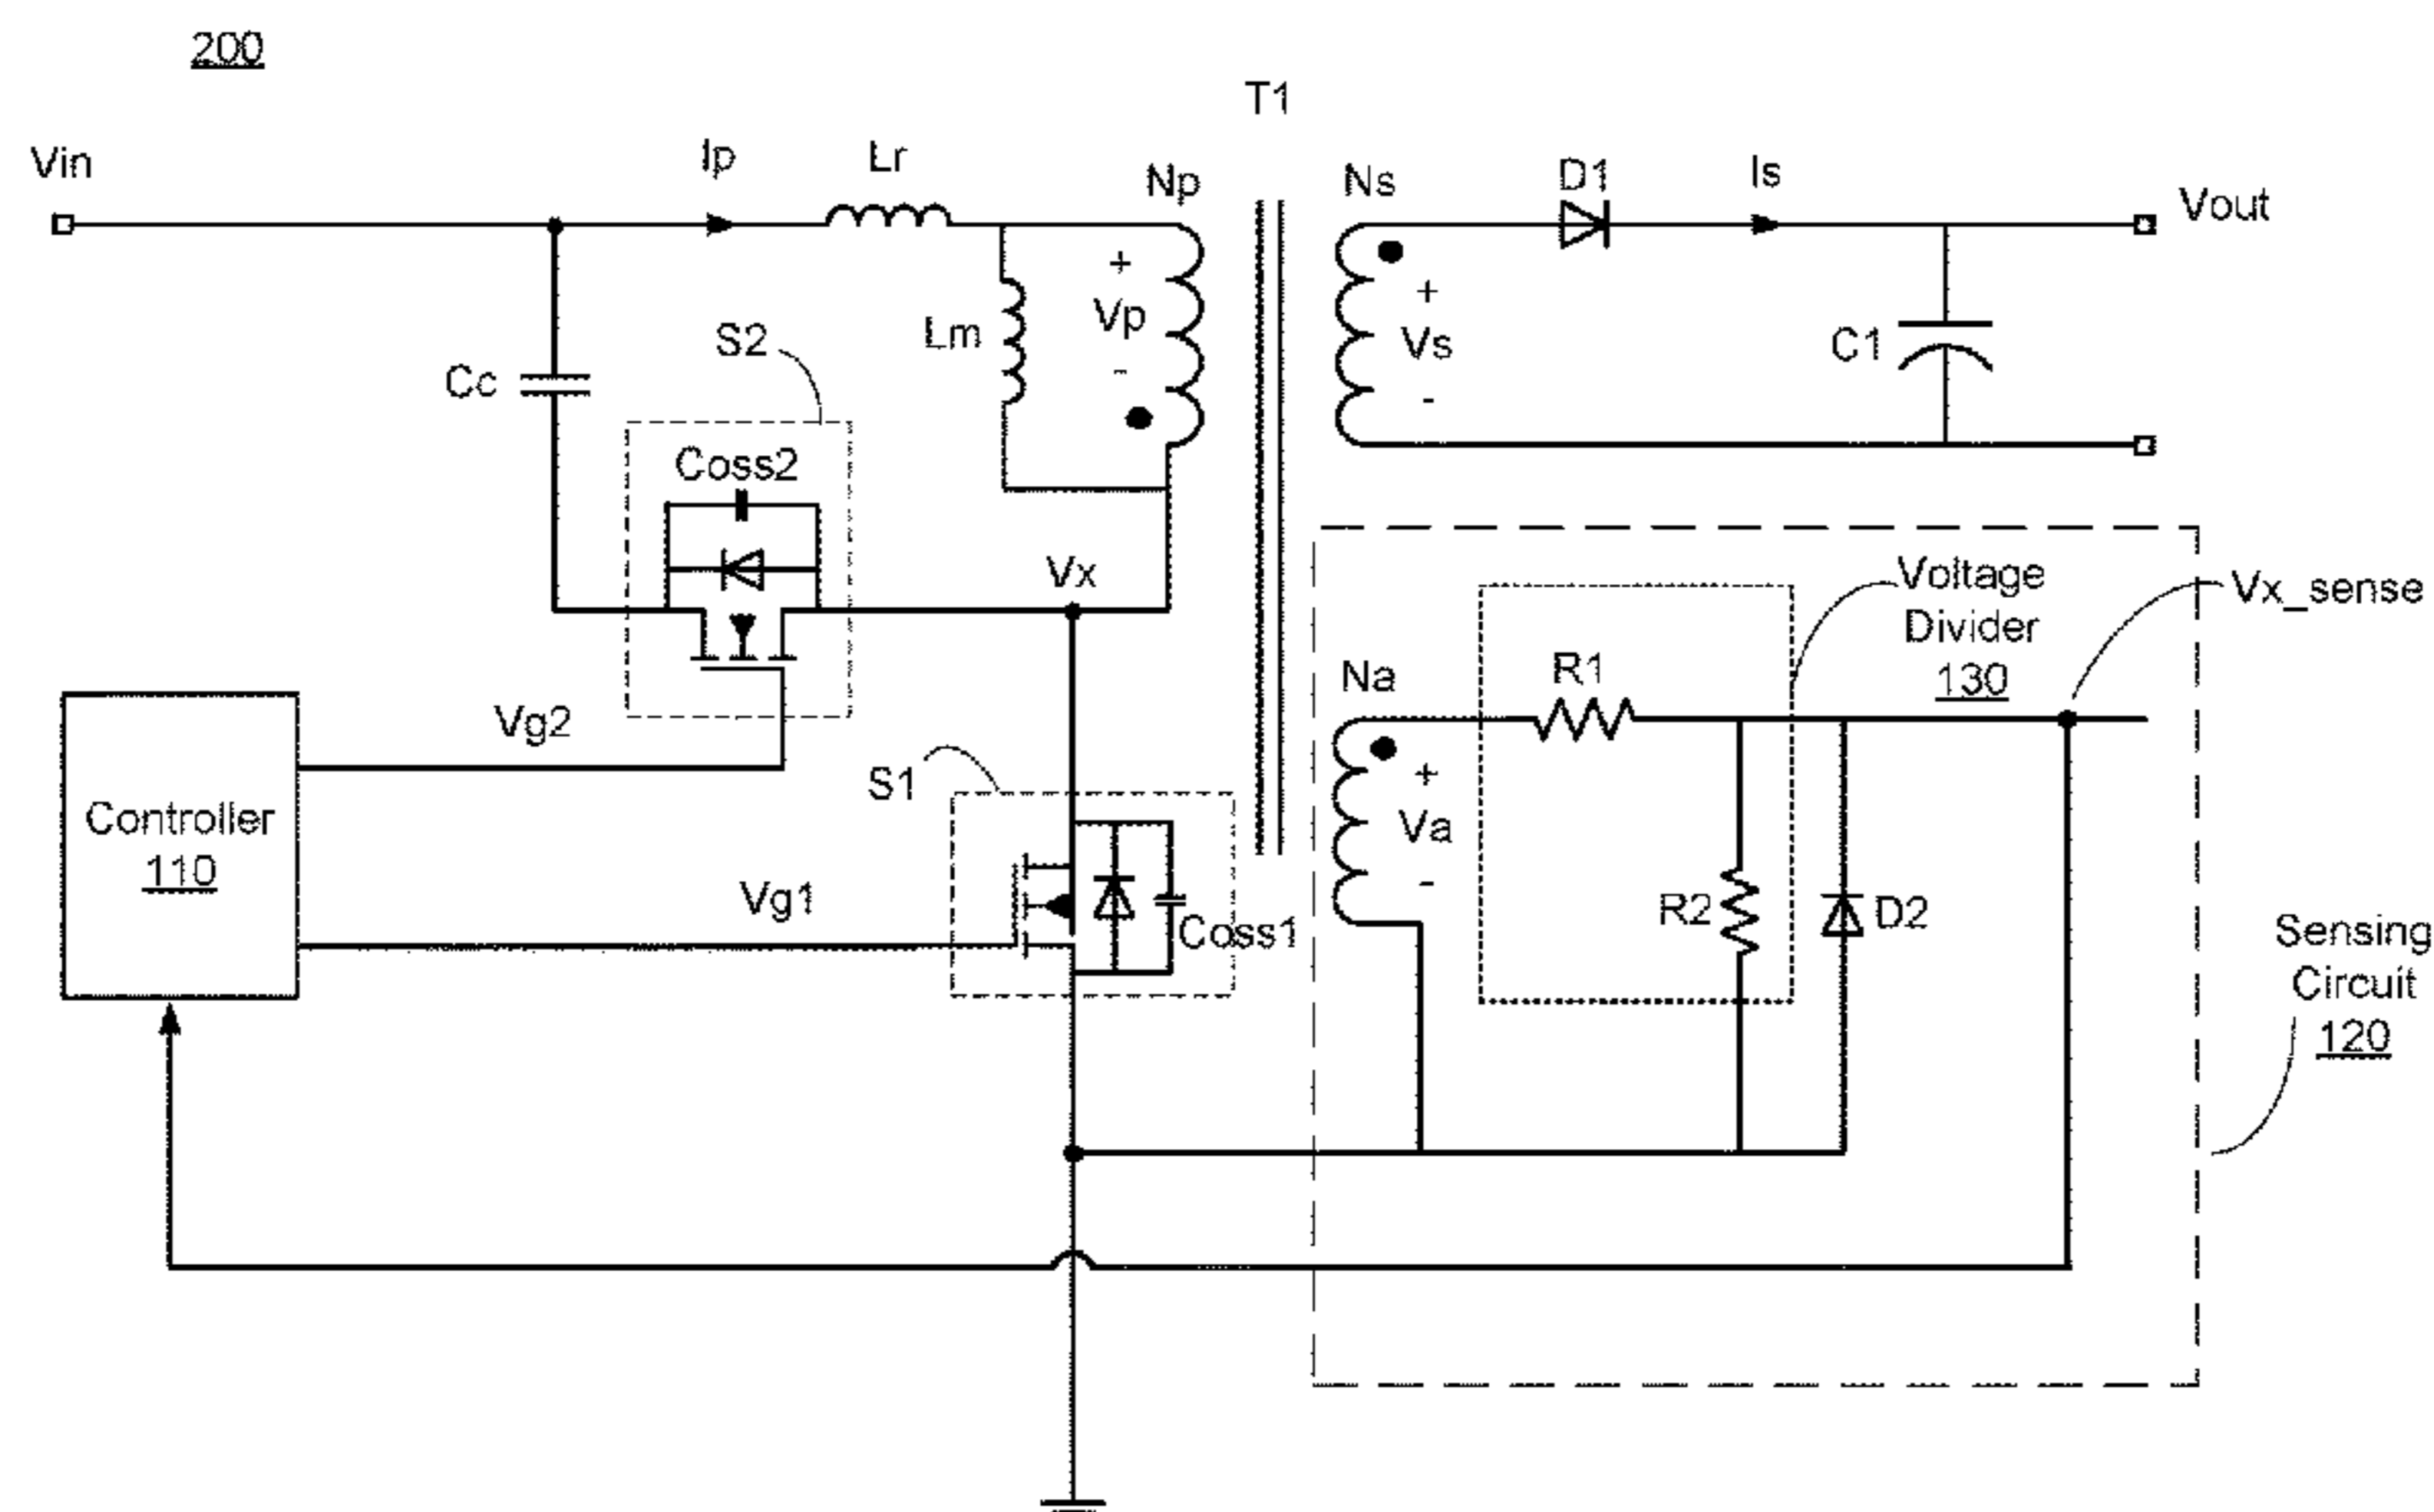 200
T1
Vin
Ip
Lr
Np
Ns
D1
Is
Vout
+
Vp
-
+
Vs
-
Lm
C1
S2
Cc
Coss2
Vx
Voltage
Divider
130
Vx_sense
Na
R1
Vg2
S1
+
Va
-
Controller
110
Vg1
Coss1
R2
D2
Sensing
Circuit
120